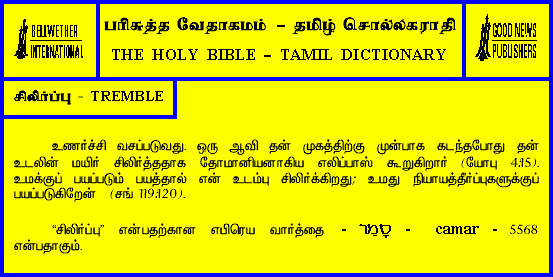 BELLWETHER
INTERNATIONAL
பரிசுத்த வேதாகமம் – தமிழ் சொல்லகராதி
THE HOLY BIBLE – TAMIL DICTIONARY
GOOD NEWS
PUBLISHERS
சிலிர்ப்பு - TREMBLE
உணர்ச்சி வசப்படுவது. ஒரு ஆவி தன் முகத்திற்கு முன்பாக கடந்தபோது தன்
உடலின் மயிர் சிலிர்த்ததாக தோமானியனாகிய எலிப்பாஸ் கூறுகிறார் (யோபு 4:15).
உமக்குப் பயப்படும் பயத்தால் என் உடம்பு சிலிர்க்கிறது; உமது நியாயத்தீர்ப்புகளுக்குப்
பயப்படுகிறேன் (சங் 119:120).
“சிலிர்ப்பு” என்பதற்கான எபிரெய வார்த்தை - סָמַר - camar - 5568
என்பதாகும்.